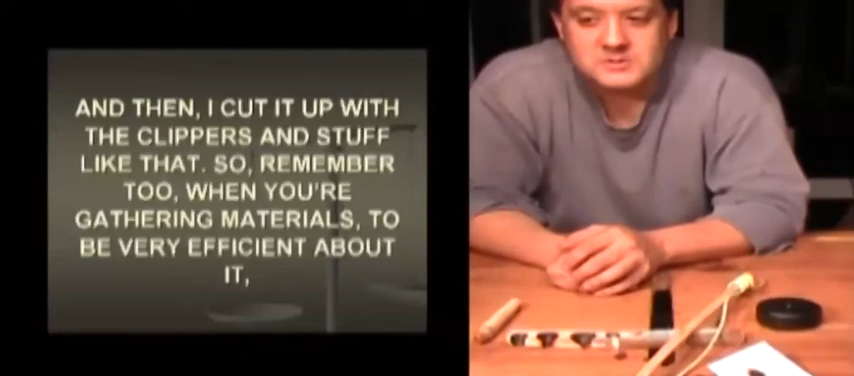 AND THEN, I CUT IT UP WITH
THE CLIPPERS AND STUFF
LIKE THAT. SO, REMEMBER
TOO, WHEN YOU'RE
GATHERING MATERIALS, TO
BE VERY EFFICIENT ABOUT
IT,